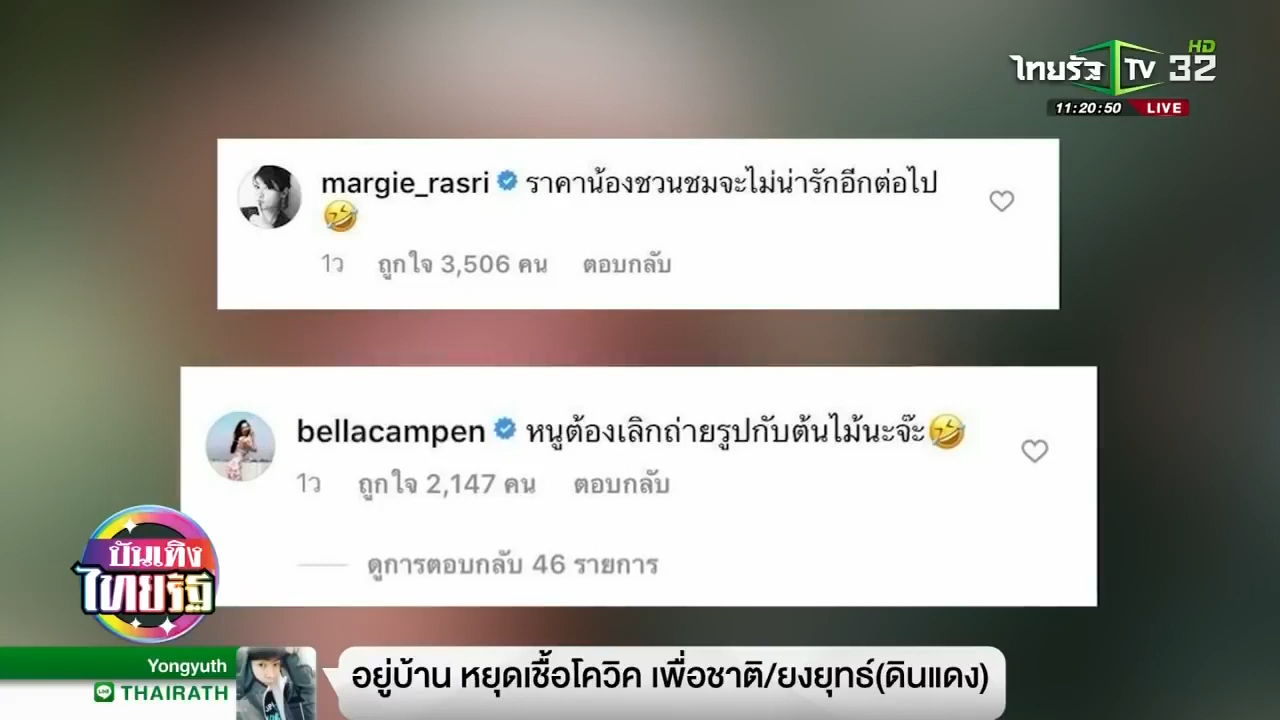 ไทยรัฐ TV HD 32
11:20:50 LIVE
margie_rasri ราคาน้องชวนชมจะไม่น่ารักอีกต่อไป
🤣
1ว ถูกใจ 3,506 คน ตอบกลับ
bellacampen หนูต้องเลิกถ่ายรูปกับต้นไม้นะจ๊ะ🤣
1ว ถูกใจ 2,147 คน ตอบกลับ
ดูการตอบกลับ 46 รายการ
บันเทิง
ไทยรัฐ
Yongyuth
LINE THAIRATH
อยู่บ้าน หยุดเชื้อโควิค เพื่อชาติ/ยงยุทธ์(ดินแดง)